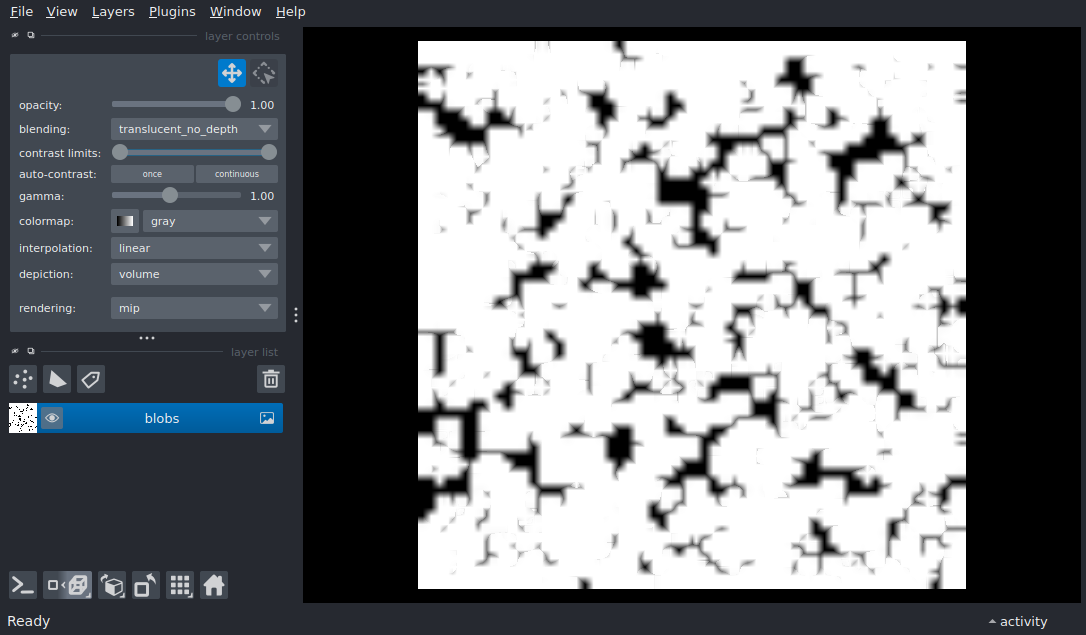 File View Layers Plugins Window Help
layer controls
opacity: 1.00
blending: translucent_no_depth
contrast limits:
auto-contrast: once continuous
gamma: 1.00
colormap: gray
interpolation: linear
depiction: volume
rendering: mip
layer list
blobs
Ready activity